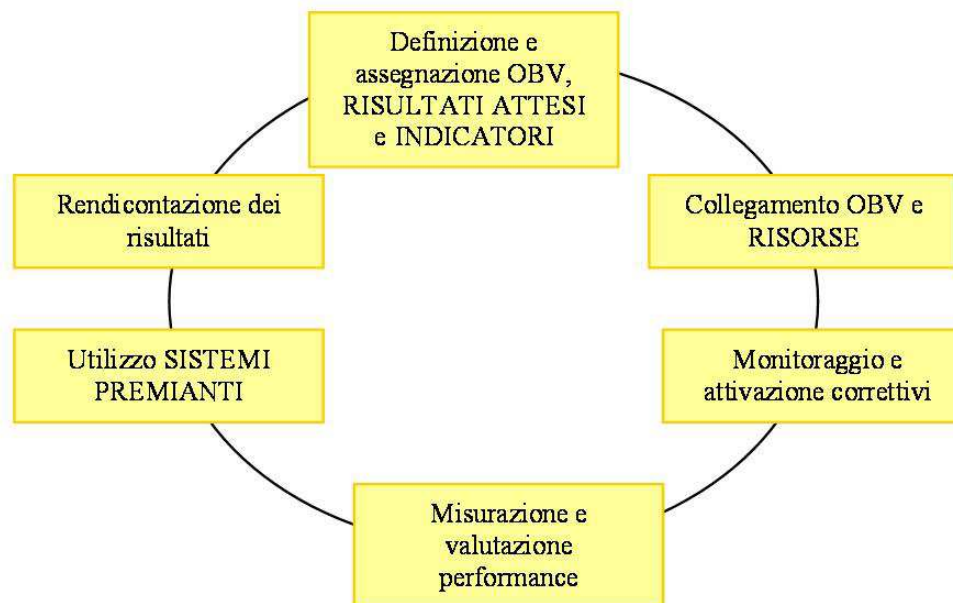 Definizione e
assegnazione OBV,
RISULTATI ATTESI
e INDICATORI
Collegamento OBV e
RISORSE
Monitoraggio e
attivazione correttivi
Misurazione e
valutazione
performance
Utilizzo SISTEMI
PREMIANTI
Rendicontazione dei
risultati